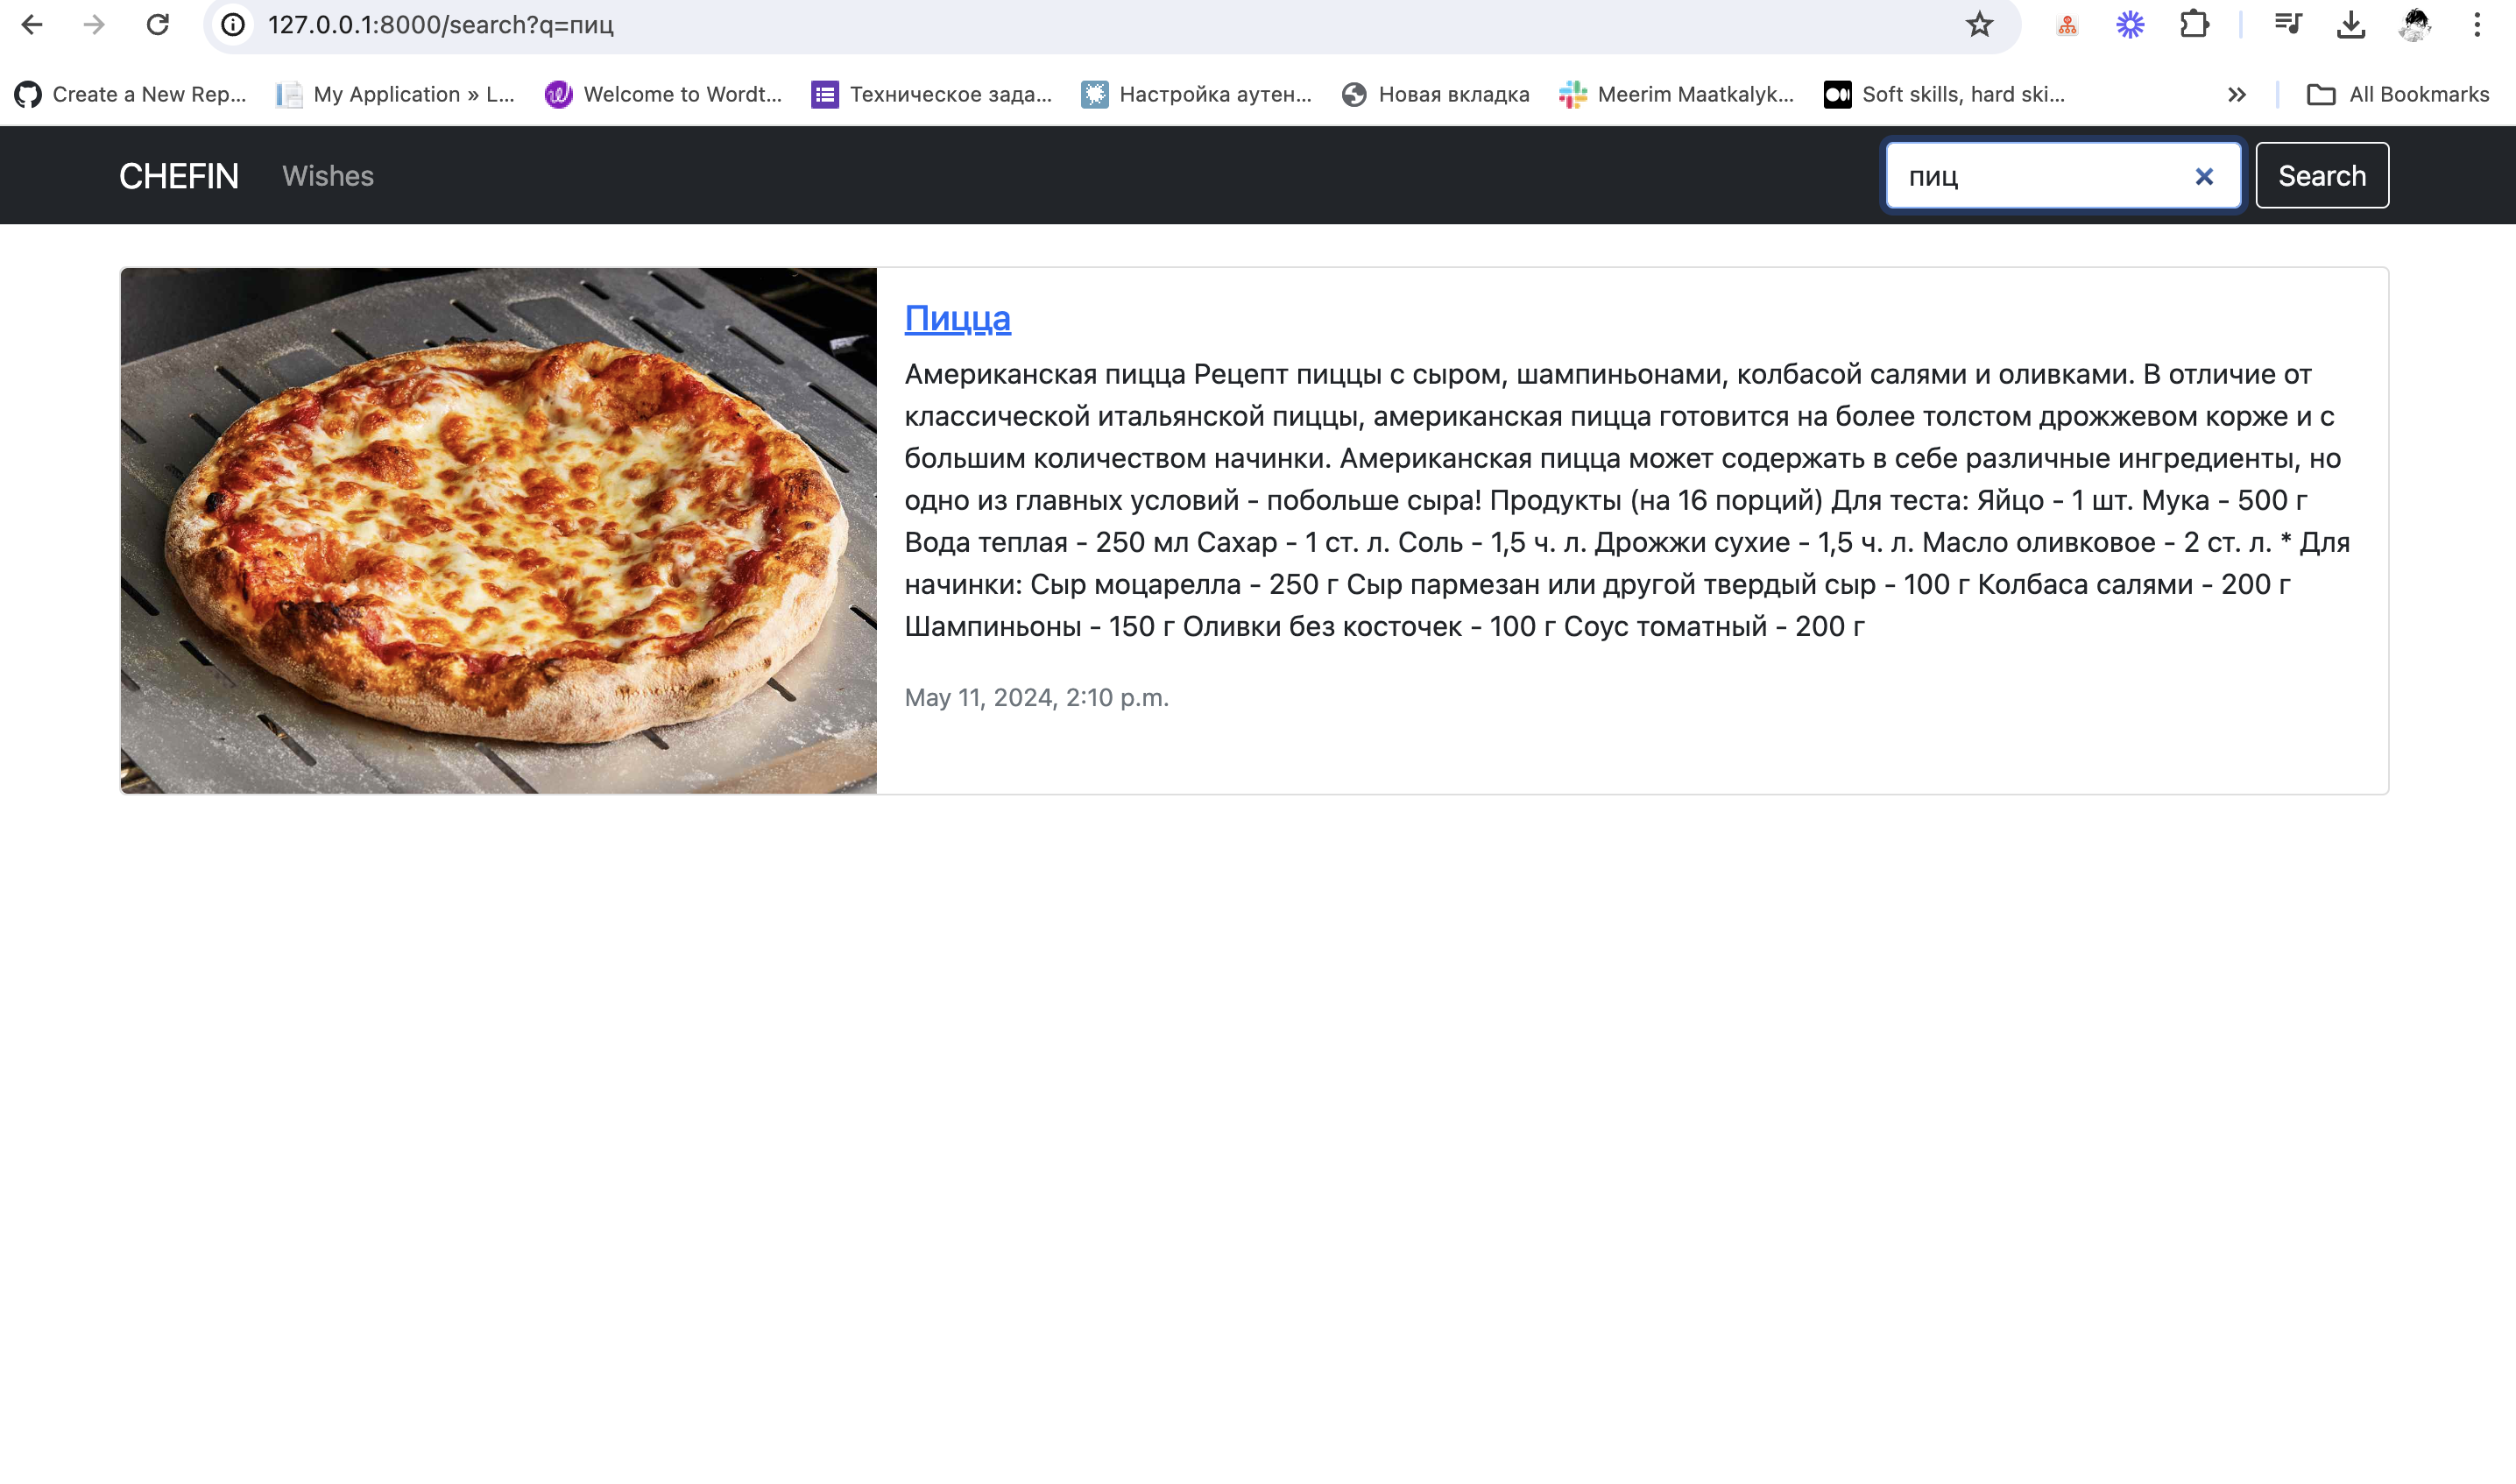 127.0.0.1:8000/search?q=пиц
Create a New Rep... My Application » L... Welcome to Wordt... Техническое зада... Настройка аутен... Новая вкладка Meerim Maatkalyk... Soft skills, hard ski... » All Bookmarks
CHEFIN Wishes пиц Search
Пицца
Американская пицца Рецепт пиццы с сыром, шампиньонами, колбасой салями и оливками. В отличие от
классической итальянской пиццы, американская пицца готовится на более толстом дрожжевом корже и с
большим количеством начинки. Американская пицца может содержать в себе различные ингредиенты, но
одно из главных условий - побольше сыра! Продукты (на 16 порций) Для теста: Яйцо - 1 шт. Мука - 500 г
Вода теплая - 250 мл Сахар - 1 ст. л. Соль - 1,5 ч. л. Дрожжи сухие - 1,5 ч. л. Масло оливковое - 2 ст. л. * Для
начинки: Сыр моцарелла - 250 г Сыр пармезан или другой твердый сыр - 100 г Колбаса салями - 200 г
Шампиньоны - 150 г Оливки без косточек - 100 г Соус томатный - 200 г
May 11, 2024, 2:10 p.m.